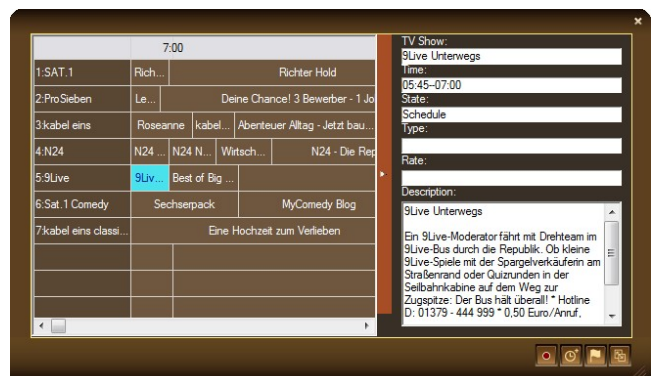 7:00
1:SAT.1 Rich... Richter Hold
2:ProSieben Le... Deine Chance! 3 Bewerber - 1 Jo
3:kabel eins Roseanne kabel... Abenteuer Alltag - Jetzt bau...
4:N24 N24 ... N24 N... Wirtsch... N24 - Die Rep
5:9Live 9Liv... Best of Big ...
6:Sat.1 Comedy Sechserpack MyComedy Blog
7:kabel eins classi... Eine Hochzeit zum Verlieben
TV Show:
9Live Unterwegs
Time:
05:45--07:00
State:
Schedule
Type:
Rate:
Description:
9Live Unterwegs
Ein 9Live-Moderator fährt mit Drehteam im
9Live-Bus durch die Republik. Ob kleine
9Live-Spiele mit der Spargelverkäuferin am
Straßenrand oder Quizrunden in der
Seilbahnkabine auf dem Weg zur
Zugspitze: Der Bus hält überall! * Hotline
D: 01379 - 444 999 * 0,50 Euro/Anruf,